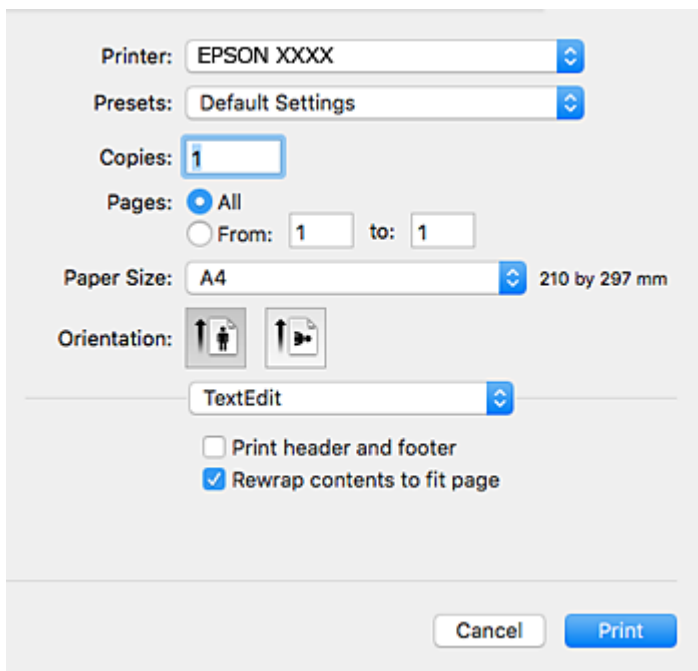 Printer: EPSON XXXX
Presets: Default Settings
Copies: 1
Pages: All
From: 1 to: 1
Paper Size: A4 210 by 297 mm
Orientation:
TextEdit
Print header and footer
Rewrap contents to fit page
Cancel Print